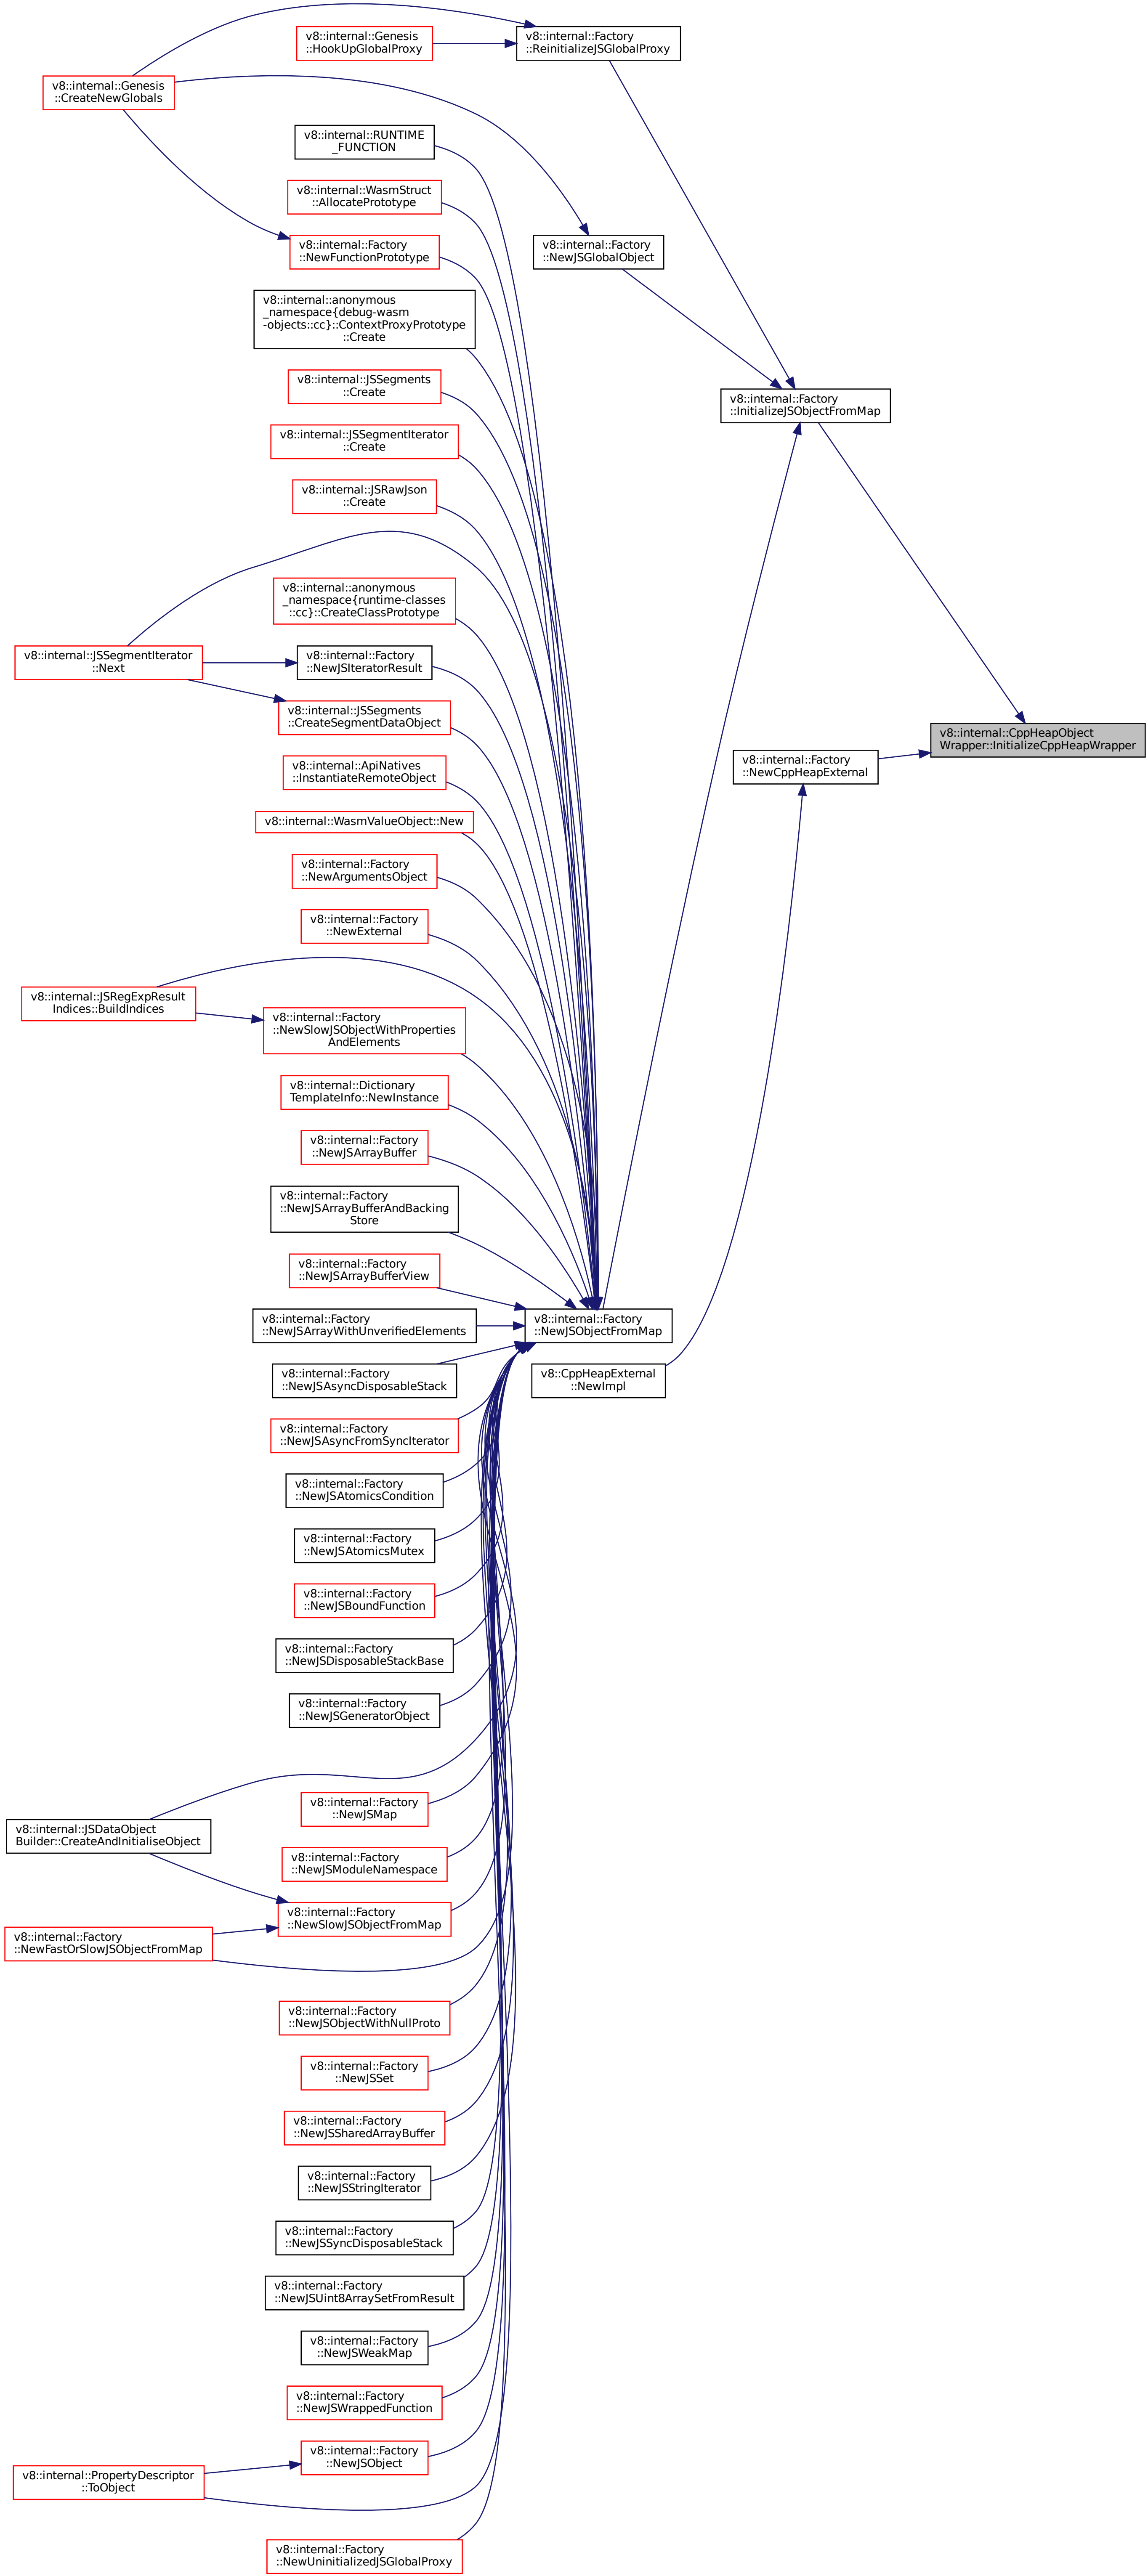 v8::internal::Genesis
::HookUpGlobalProxy
v8::internal::Factory
::ReinitializeJSGlobalProxy
v8::internal::Genesis
::CreateNewGlobals
v8::internal::RUNTIME
_FUNCTION
v8::internal::WasmStruct
::AllocatePrototype
v8::internal::Factory
::NewFunctionPrototype
v8::internal::Factory
::NewJSGlobalObject
v8::internal::anonymous
_namespace{debug-wasm
-objects::cc}::ContextProxyPrototype
::Create
v8::internal::JSSegments
::Create
v8::internal::Factory
::InitializeJSObjectFromMap
v8::internal::JSSegmentIterator
::Create
v8::internal::JSRawJson
::Create
v8::internal::anonymous
_namespace{runtime-classes
::cc}::CreateClassPrototype
v8::internal::JSSegmentIterator
::Next
v8::internal::Factory
::NewJSIteratorResult
v8::internal::JSSegments
::CreateSegmentDataObject
v8::internal::CppHeapObject
Wrapper::InitializeCppHeapWrapper
v8::internal::Factory
::NewCppHeapExternal
v8::internal::ApiNatives
::InstantiateRemoteObject
v8::internal::WasmValueObject::New
v8::internal::Factory
::NewArgumentsObject
v8::internal::Factory
::NewExternal
v8::internal::JSRegExpResult
Indices::BuildIndices
v8::internal::Factory
::NewSlowJSObjectWithProperties
AndElements
v8::internal::Dictionary
TemplateInfo::NewInstance
v8::internal::Factory
::NewJSArrayBuffer
v8::internal::Factory
::NewJSArrayBufferAndBacking
Store
v8::internal::Factory
::NewJSArrayBufferView
v8::internal::Factory
::NewJSArrayWithUnverifiedElements
v8::internal::Factory
::NewJSObjectFromMap
v8::internal::Factory
::NewJSAsyncDisposableStack
v8::CppHeapExternal
::NewImpl
v8::internal::Factory
::NewJSAsyncFromSyncIterator
v8::internal::Factory
::NewJSAtomicsCondition
v8::internal::Factory
::NewJSAtomicsMutex
v8::internal::Factory
::NewJSBoundFunction
v8::internal::Factory
::NewJSDisposableStackBase
v8::internal::Factory
::NewJSGeneratorObject
v8::internal::Factory
::NewJSMap
v8::internal::JSDataObject
Builder::CreateAndInitialiseObject
v8::internal::Factory
::NewJSModuleNamespace
v8::internal::Factory
::NewSlowJSObjectFromMap
v8::internal::Factory
::NewFastOrSlowJSObjectFromMap
v8::internal::Factory
::NewJSObjectWithNullProto
v8::internal::Factory
::NewJSSet
v8::internal::Factory
::NewJSSharedArrayBuffer
v8::internal::Factory
::NewJSStringIterator
v8::internal::Factory
::NewJSSyncDisposableStack
v8::internal::Factory
::NewJSUint8ArraySetFromResult
v8::internal::Factory
::NewJSWeakMap
v8::internal::Factory
::NewJSWrappedFunction
v8::internal::Factory
::NewJSObject
v8::internal::PropertyDescriptor
::ToObject
v8::internal::Factory
::NewUninitializedJSGlobalProxy